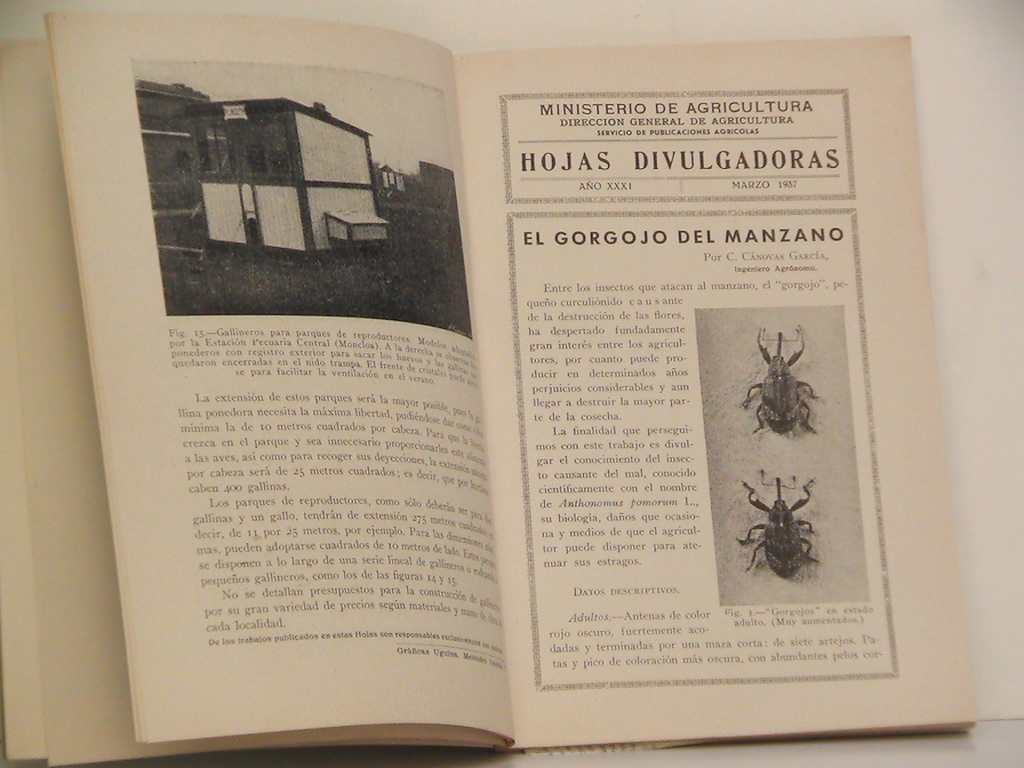 Fig. 15.—Gallineros para parques de reproductores. Modelos
por la Estación Pecuaria Central (Moncloa). A la derecha se
ponederos con registro exterior para sacar los huevos y las
quedaron encerradas en el nido trampa. El frente de cristales puede
se para facilitar la ventilación en el verano.
La extensión de estos parques será la mayor posible, pues la
llina ponedora necesita la máxima libertad, pudiéndose dar como
mínima la de 10 metros cuadrados por cabeza. Para que la
crezca en el parque y sea innecesario proporcionarles este
a las aves, así como para recoger sus deyecciones, la extensión
por cabeza será de 25 metros cuadrados; es decir, que por
caben 400 gallinas.
Los parques de reproductores, como sólo deberán ser para
gallinas y un gallo, tendrán de extensión 275 metros cuadrados
decir, de 11 por 25 metros, por ejemplo. Para las dimensiones
mas, pueden adoptarse cuadrados de 10 metros de lado. Estos
se disponen a lo largo de una serie lineal de gallineros o
pequeños gallineros, como los de las figuras 14 y 15.
No se detallan presupuestos para la construcción de
por su gran variedad de precios según materiales y mano de
cada localidad.
De los trabajos publicados en estas Hojas son responsables
Gráficas Uguina. Meléndez
MINISTERIO DE AGRICULTURA
DIRECCION GENERAL DE AGRICULTURA
SERVICIO DE PUBLICACIONES AGRICOLAS
HOJAS DIVULGADORAS
AÑO XXXI MARZO 1937
EL GORGOJO DEL MANZANO
Por C. CÁNOVAS GARCÍA,
Ingeniero Agrónomo.
Entre los insectos que atacan al manzano, el "gorgojo", pe-
queño curculiónido causante
de la destrucción de las flores,
ha despertado fundadamente
gran interés entre los agricul-
tores, por cuanto puede pro-
ducir en determinados años
perjuicios considerables y aun
llegar a destruir la mayor par-
te de la cosecha.
La finalidad que persegui-
mos con este trabajo es divul-
gar el conocimiento del insec-
to causante del mal, conocido
científicamente con el nombre
de Anthonomus pomorum L.,
su biología, daños que ocasio-
na y medios de que el agricul-
tor puede disponer para ate-
nuar sus estragos.
Fig. 1.—"Gorgojos" en estado
adulto. (Muy aumentados.)
DATOS DESCRIPTIVOS.
Adultos.—Antenas de color
rojo oscuro, fuertemente aco-
dadas y terminadas por una maza corta: de siete artejos. Pa-
tas y pico de coloración más oscura, con abundantes pelos cor-